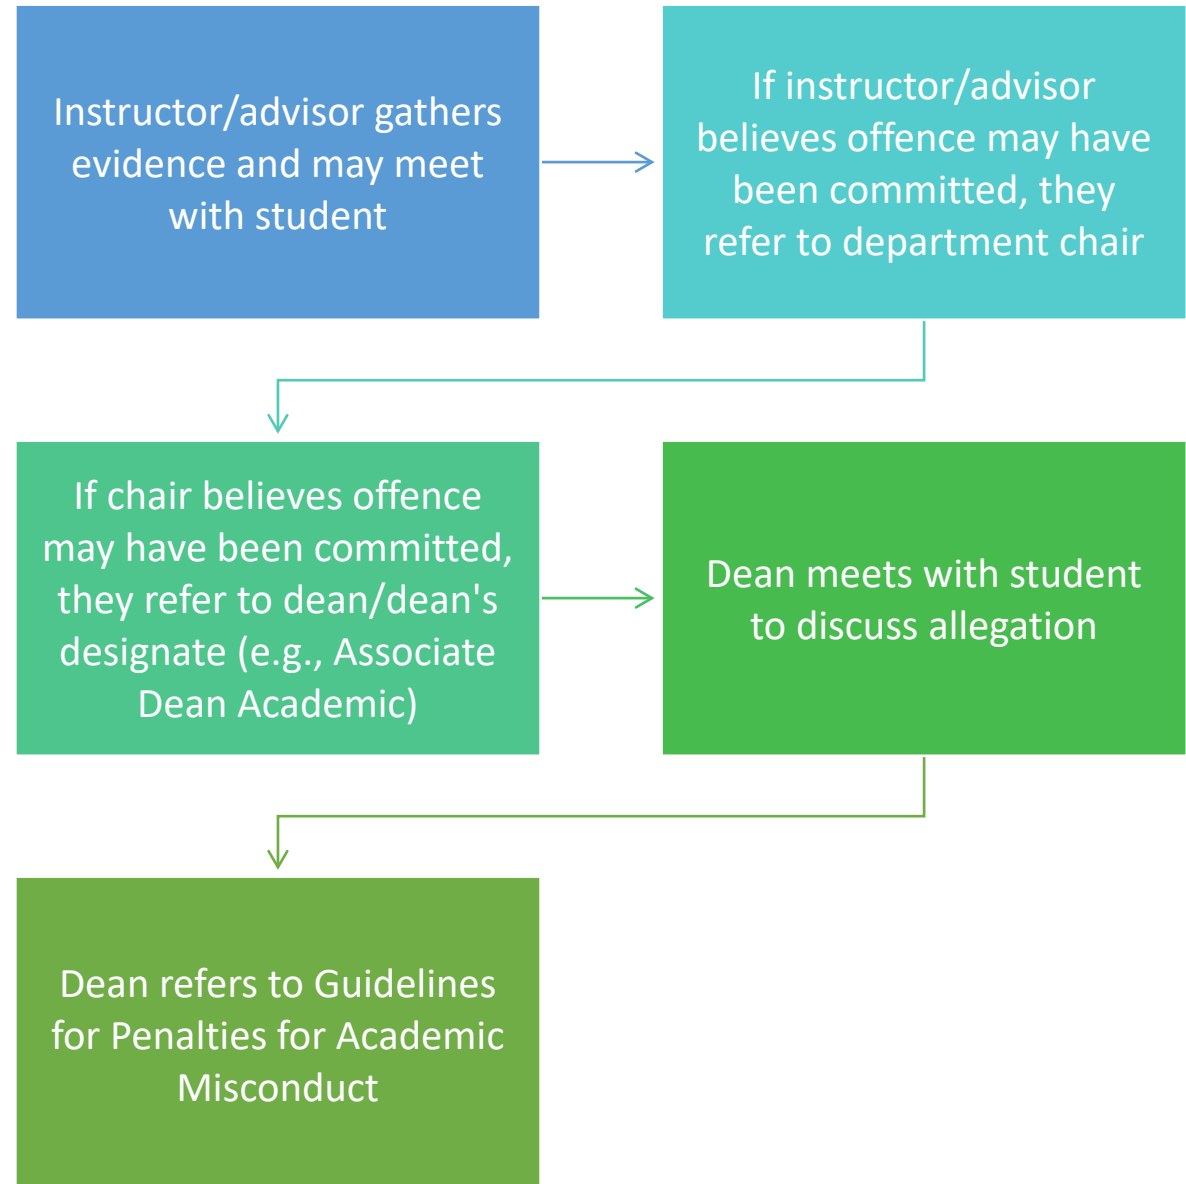 Instructor/advisor gathers
evidence and may meet
with student
If instructor/advisor
believes offence may have
been committed, they
refer to department chair
If chair believes offence
may have been committed,
they refer to dean/dean's
designate (e.g., Associate
Dean Academic)
Dean meets with student
to discuss allegation
Dean refers to Guidelines
for Penalties for Academic
Misconduct